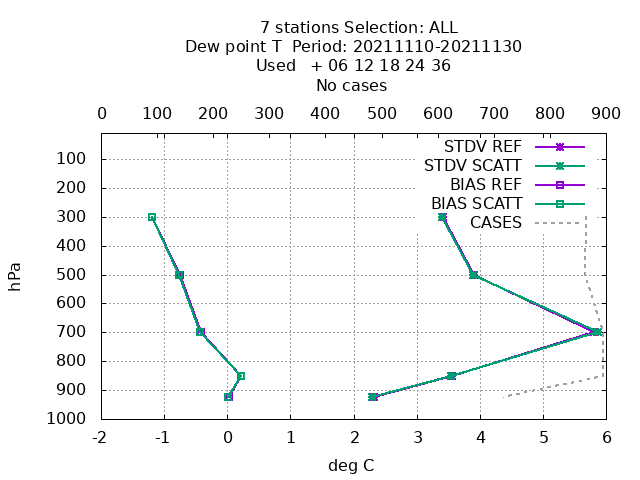 7 stations Selection: ALL
Dew point T  Period: 20211110-20211130
Used   + 06 12 18 24 36
No cases
0 100 200 300 400 500 600 700 800 900
STDV REF
STDV SCATT
BIAS REF
BIAS SCATT
CASES
hPa
100
200
300
400
500
600
700
800
900
1000
-2 -1 0 1 2 3 4 5 6
deg C